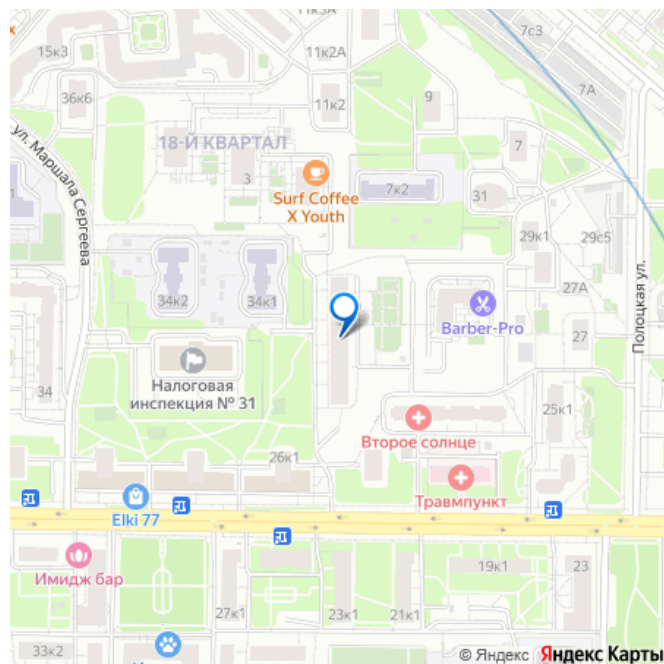 11к3А
7с3
15к3
11к2А
7А
36к6
11к2
9
ул. Маршала Сергеева
18-Й КВАРТАЛ
7
3
Surf Coffee
X Youth
7к2
31
29к1
29с5
Полоцкая ул.
34к2
34к1
27А
Barber-Pro
27
Налоговая
инспекция № 31
34
25к1
Второе солнце
26к1
Травмпункт
Elki 77
Имидж бар
19к1
23
27к1
23к1
21к1
33к2
© Яндекс Яндекс Карты